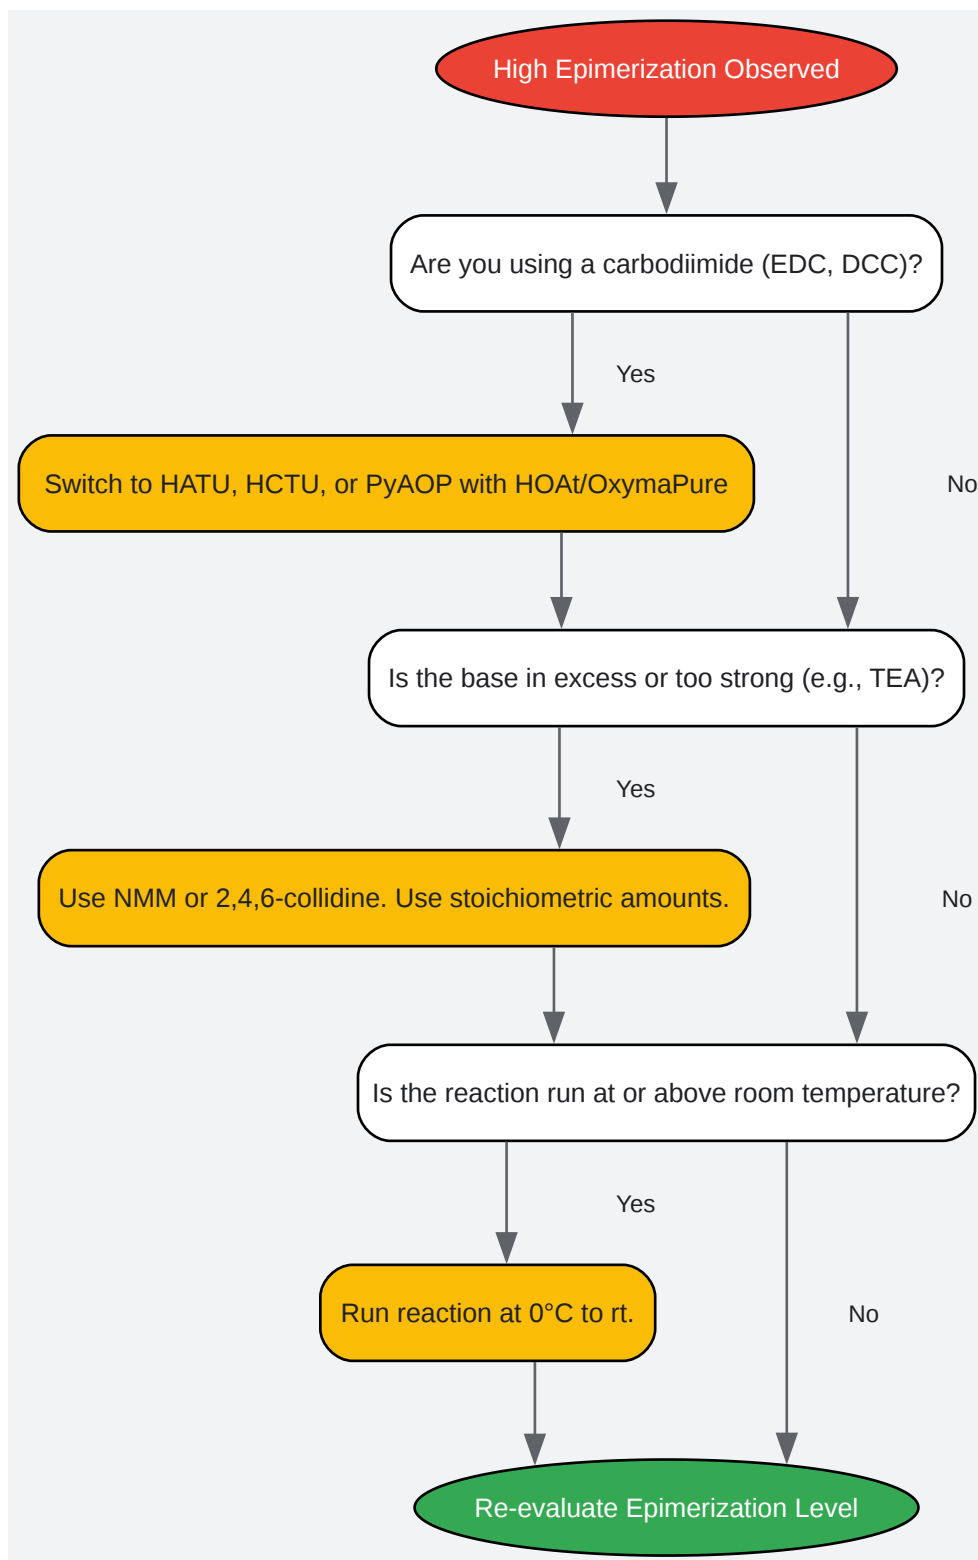 High Epimerization Observed
Are you using a carbodiimide (EDC, DCC)?
Yes
Switch to HATU, HCTU, or PyAOP with HOAt/OxymaPure
No
Is the base in excess or too strong (e.g., TEA)?
Yes
Use NMM or 2,4,6-collidine. Use stoichiometric amounts.
No
Is the reaction run at or above room temperature?
Yes
Run reaction at 0°C to rt.
No
Re-evaluate Epimerization Level